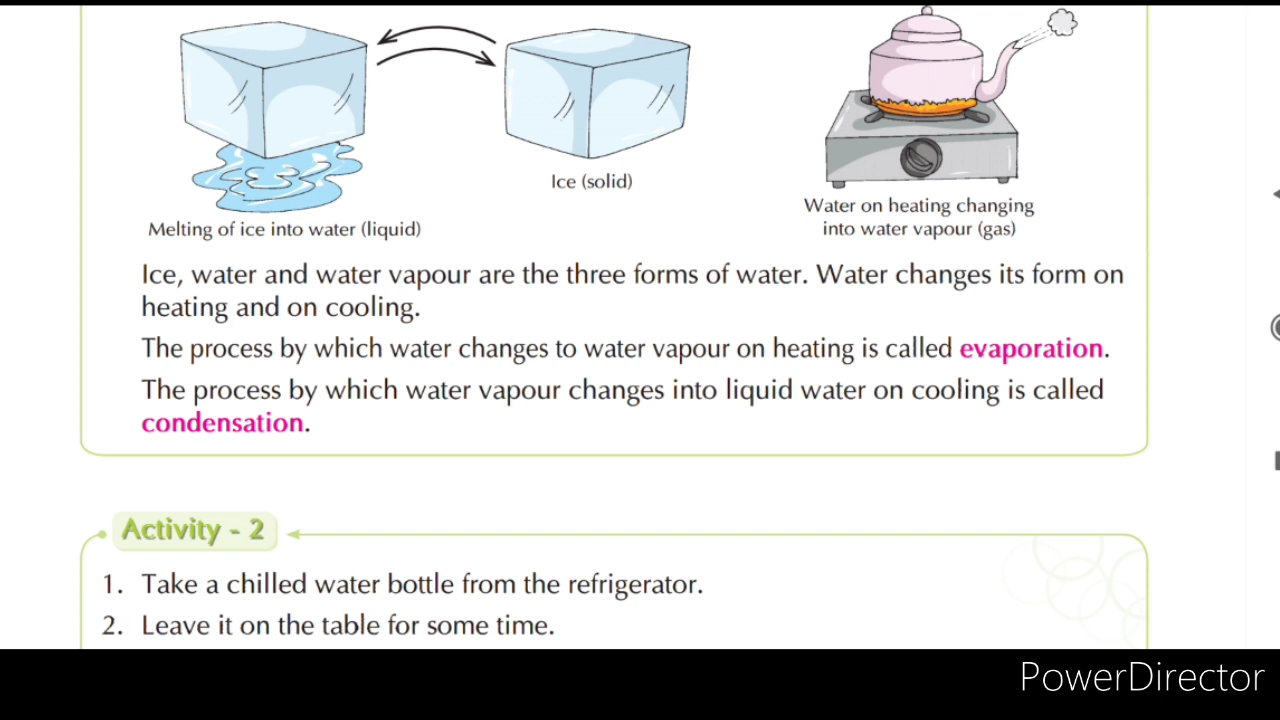 Ice (solid)
Melting of ice into water (liquid)
Water on heating changing
into water vapour (gas)
Ice, water and water vapour are the three forms of water. Water changes its form on
heating and on cooling.
The process by which water changes to water vapour on heating is called evaporation.
The process by which water vapour changes into liquid water on cooling is called
condensation.
Activity - 2
1. Take a chilled water bottle from the refrigerator.
2. Leave it on the table for some time.
PowerDirector